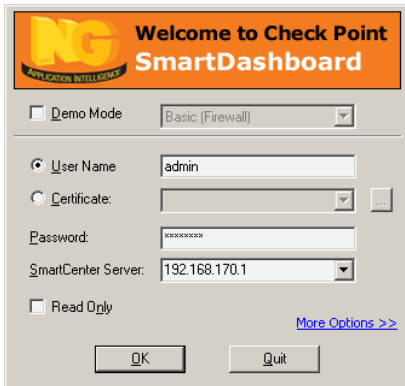 NG
APPLICATION INTELLIGENCE
Welcome to Check Point
SmartDashboard
Demo Mode
Basic (Firewall)
User Name
admin
Certificate:
...
Password:
xxxxxxxx
SmartCenter Server:
192.168.170.1
Read Only
More Options >>
OK
Quit